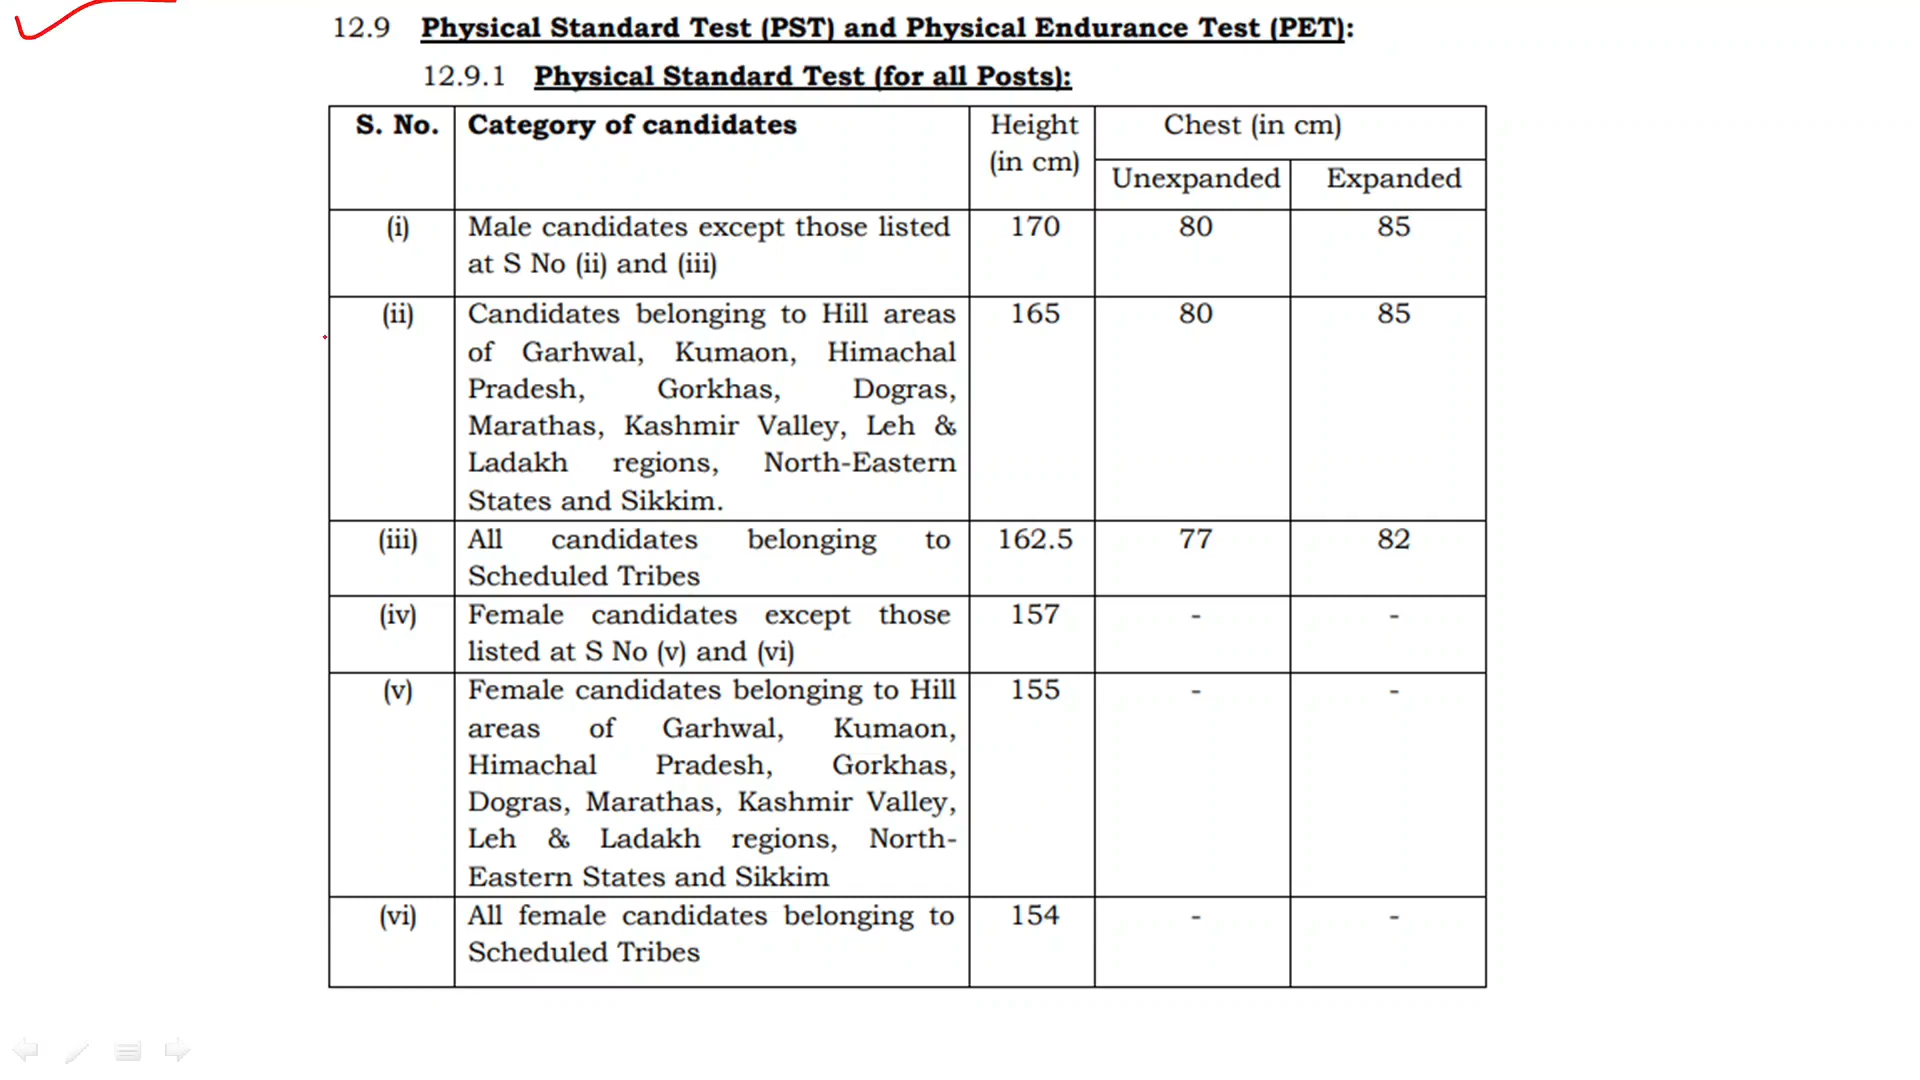 12.9 Physical Standard Test (PST) and Physical Endurance Test (PET):
12.9.1 Physical Standard Test (for all Posts):
S. No. Category of candidates Height (in cm) Chest (in cm)
Unexpanded Expanded
(i) Male candidates except those listed 170 80 85
at S No (ii) and (iii)
(ii) Candidates belonging to Hill areas 165 80 85
of Garhwal, Kumaon, Himachal
Pradesh, Gorkhas, Dogras,
Marathas, Kashmir Valley, Leh &
Ladakh regions, North-Eastern
States and Sikkim.
(iii) All candidates belonging to 162.5 77 82
Scheduled Tribes
(iv) Female candidates except those 157 - -
listed at S No (v) and (vi)
(v) Female candidates belonging to Hill 155 - -
areas of Garhwal, Kumaon,
Himachal Pradesh, Gorkhas,
Dogras, Marathas, Kashmir Valley,
Leh & Ladakh regions, North-
Eastern States and Sikkim
(vi) All female candidates belonging to 154 - -
Scheduled Tribes